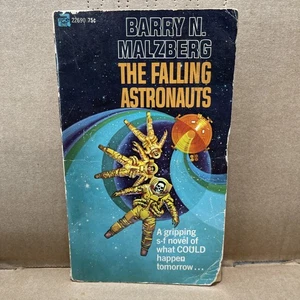 22690 75¢
BARRY N.
MALZBERG
THE FALLING
ASTRONAUTS
A gripping
s-f novel of
what COULD
happen
tomorrow...